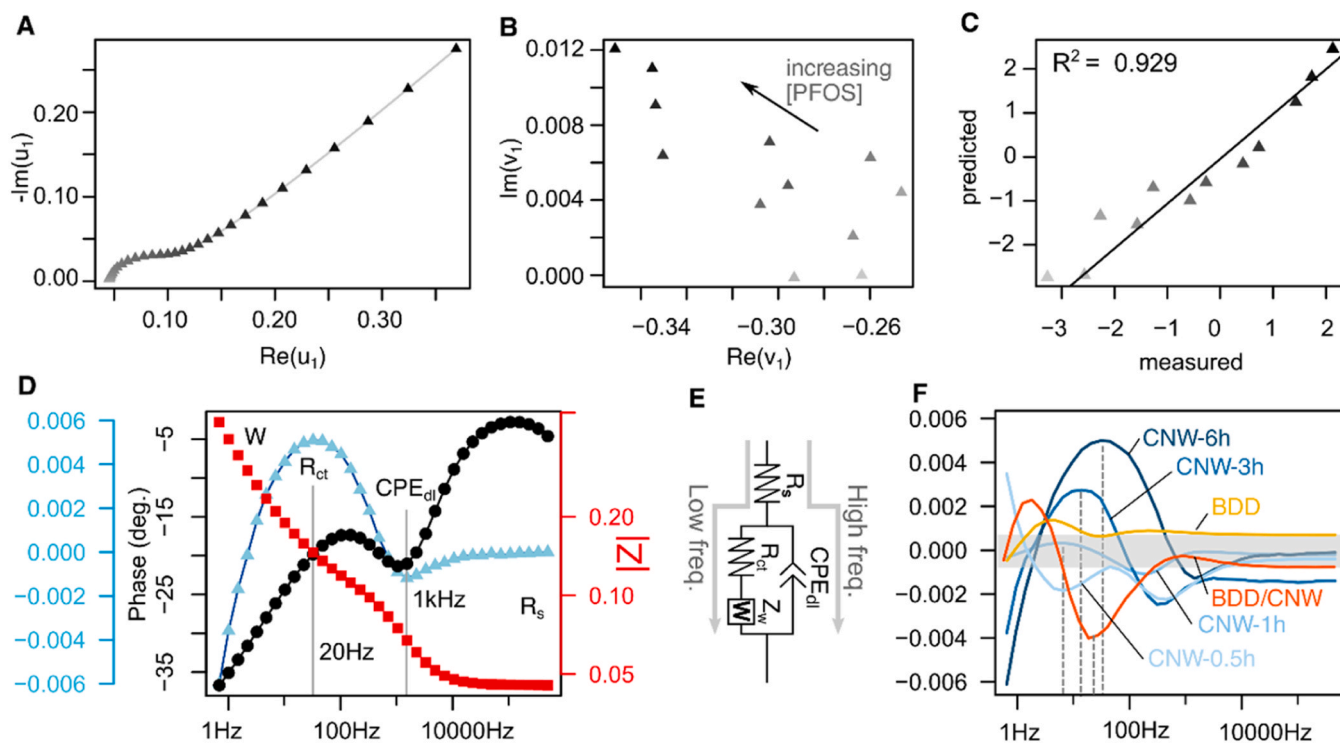 A
-Im(u1)
0.20
0.10
0.00
0.10
0.20
0.30
Re(u1)
B
Im(v1)
0.012
0.008
0.004
0.000
increasing
[PFOS]
−0.34
−0.30
−0.26
Re(v1)
C
R2 = 0.929
predicted
2
1
0
−2
−3
−2
−1
0
1
2
measured
D
0.006
0.004
0.002
0.000
−0.002
−0.004
−0.006
Phase (deg.)
−5
−15
−25
−35
W
Rct
CPEdl
20Hz
1kHz
Rs
|Z|
0.20
0.10
0.05
1Hz
100Hz
10000Hz
E
Low freq.
High freq.
Rs
Rct
W
Zw
CPEdl
F
0.006
0.004
0.002
0.000
−0.002
−0.004
−0.006
CNW-6h
CNW-3h
BDD
BDD/CNW
CNW-1h
CNW-0.5h
1Hz
100Hz
10000Hz